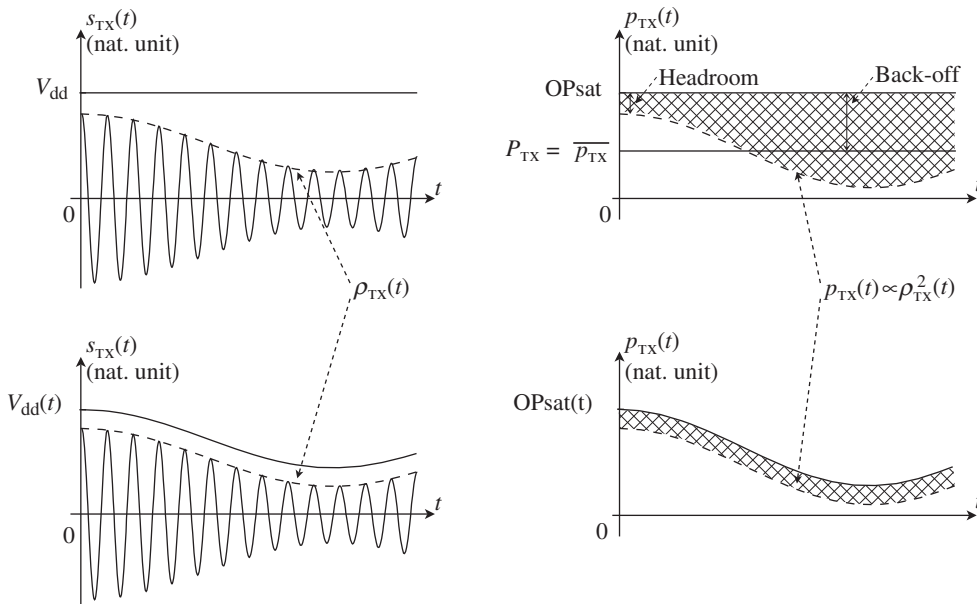 s_TX(t)
(nat. unit)
V_dd
0
t
p_TX(t)
(nat. unit)
Headroom
Back-off
OPsat
P_TX = \overline{p_TX}
0
t
ρ_TX(t)
p_TX(t)∝ρ_TX^2(t)
s_TX(t)
(nat. unit)
V_dd(t)
0
t
p_TX(t)
(nat. unit)
OPsat(t)
0
t